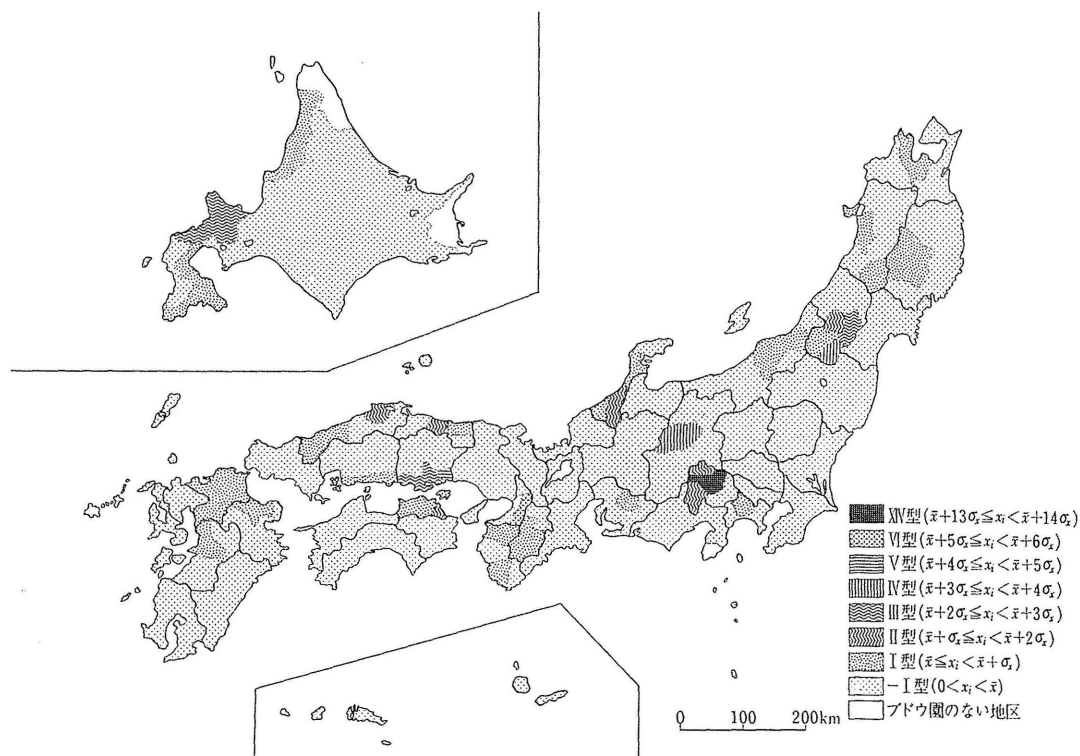 XIV型(x̄+13σₓ≦xᵢ<x̄+14σₓ)
VI型(x̄+5σₓ≦xᵢ<x̄+6σₓ)
V型(x̄+4σₓ≦xᵢ<x̄+5σₓ)
IV型(x̄+3σₓ≦xᵢ<x̄+4σₓ)
III型(x̄+2σₓ≦xᵢ<x̄+3σₓ)
II型(x̄+σₓ≦xᵢ<x̄+2σₓ)
I型(x̄≦xᵢ<x̄+σₓ)
-I型(0<xᵢ<x̄)
ブドウ園のない地区
0 100 200km